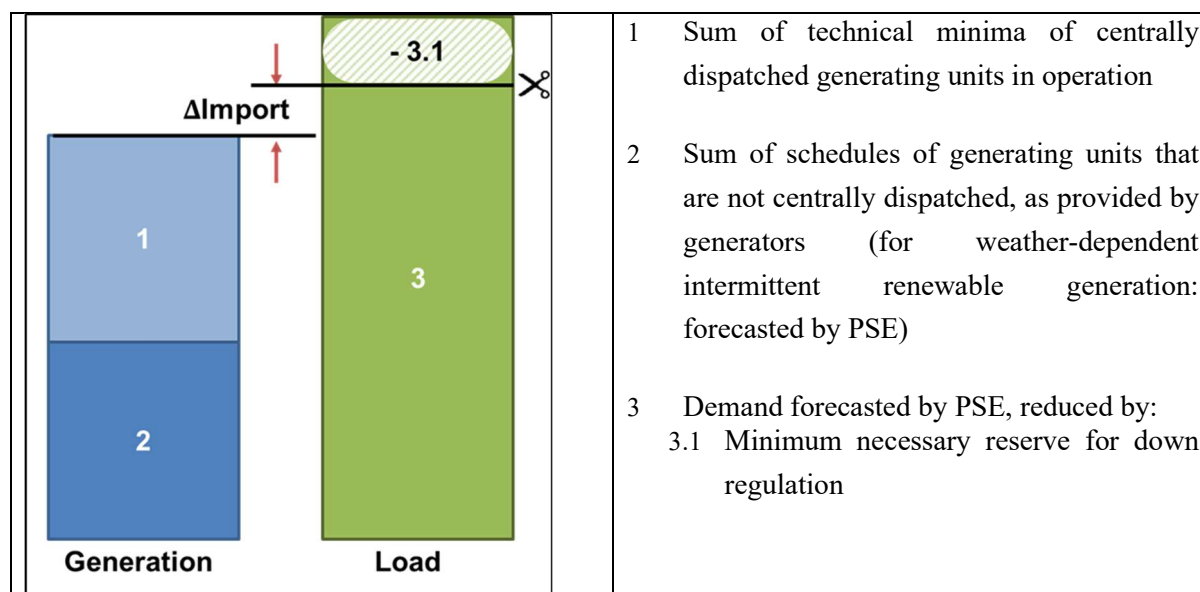 - 3.1
ΔImport
1
3
2
Generation
Load
1 Sum of technical minima of centrally
dispatched generating units in operation
2 Sum of schedules of generating units that
are not centrally dispatched, as provided by
generators (for weather-dependent
intermittent renewable generation:
forecasted by PSE)
3 Demand forecasted by PSE, reduced by:
3.1 Minimum necessary reserve for down
regulation